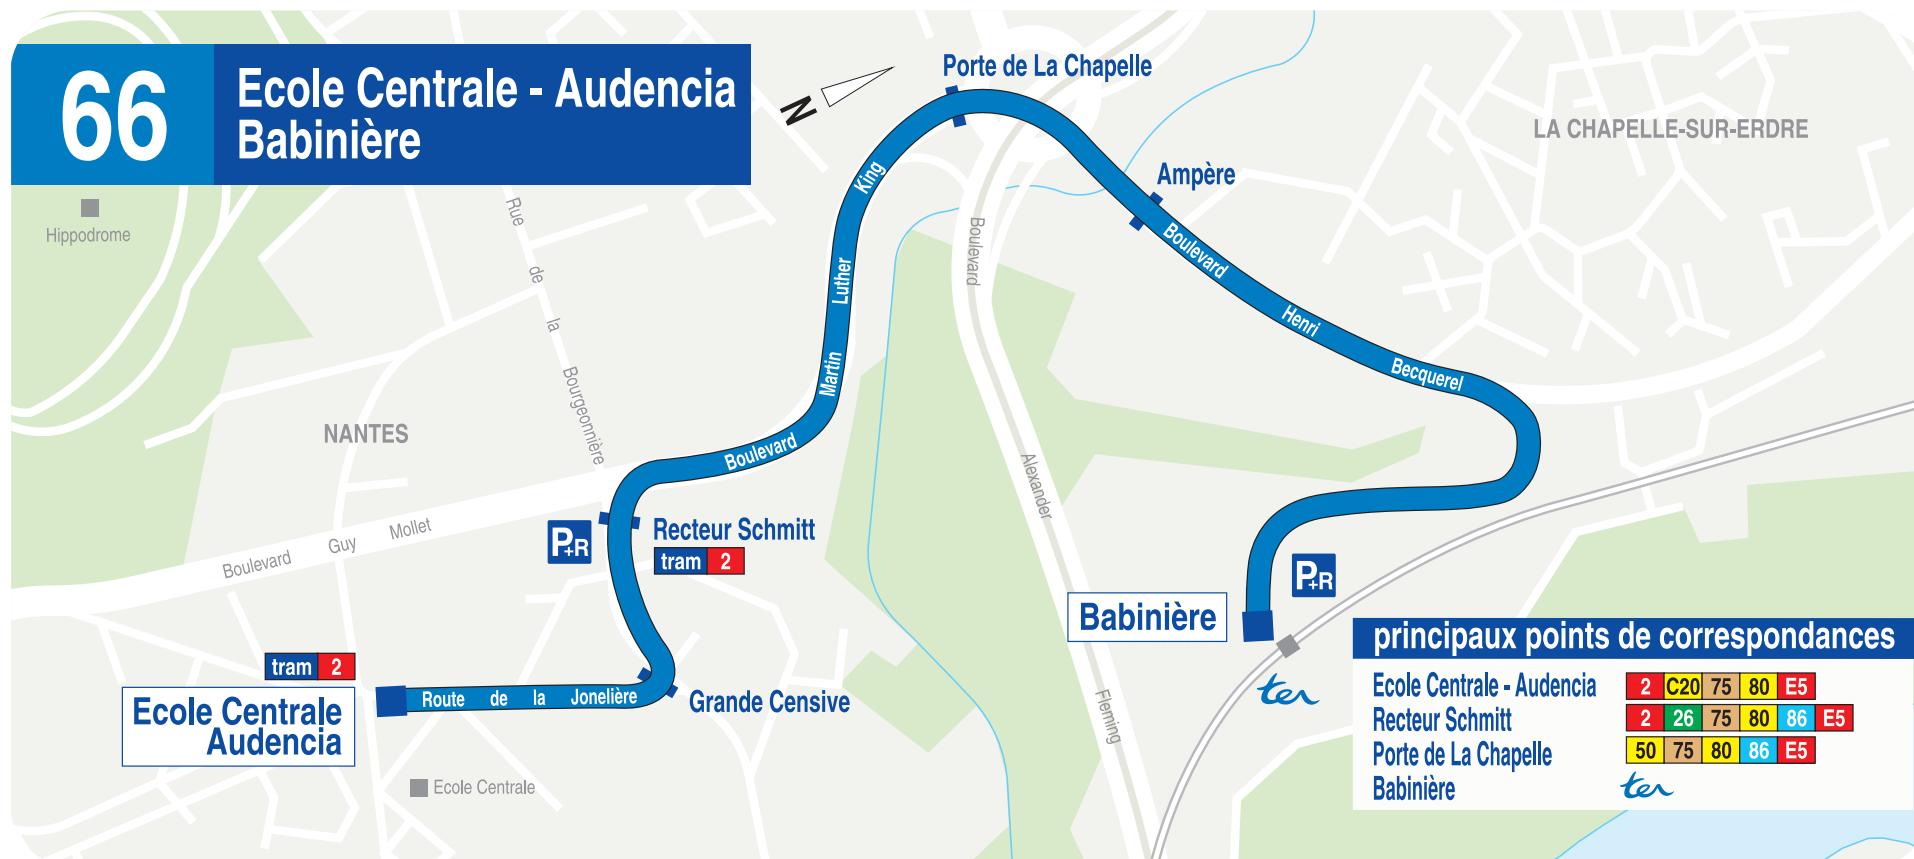 66
Ecole Centrale - Audencia
Babinière
N
Porte de La Chapelle
LA CHAPELLE-SUR-ERDRE
Ampère
Hippodrome
Rue de la Bourgeonnière
King
Luther
Martin
Boulevard
Boulevard
Alexander
Fleming
Boulevard
Henri
Becquerel
NANTES
Boulevard Guy Mollet
P+R
Recteur Schmitt
tram 2
P+R
Babinière
ter
tram 2
Ecole Centrale
Audencia
Route de la Jonelière
Grande Censive
Ecole Centrale
principaux points de correspondances
Ecole Centrale - Audencia 2 C20 75 80 E5
Recteur Schmitt 2 26 75 80 86 E5
Porte de La Chapelle 50 75 80 86 E5
Babinière ter